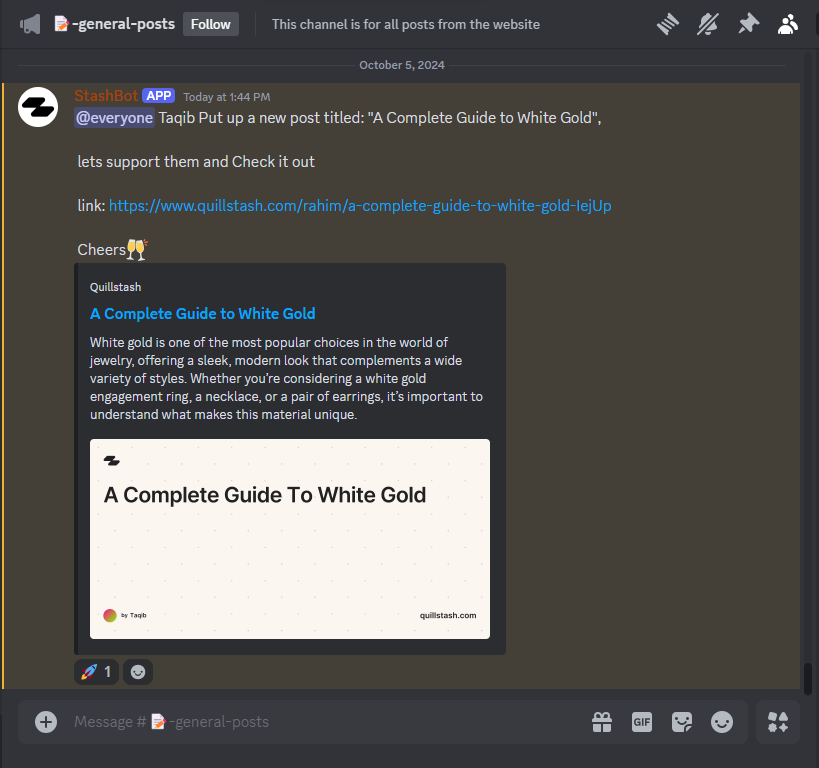 -general-posts Follow This channel is for all posts from the website
October 5, 2024
StashBot APP Today at 1:44 PM
@everyone Taqib Put up a new post titled: "A Complete Guide to White Gold",
lets support them and Check it out
link: https://www.quillstash.com/rahim/a-complete-guide-to-white-gold-IejUp
Cheers🥂
Quillstash
A Complete Guide to White Gold
White gold is one of the most popular choices in the world of
jewelry, offering a sleek, modern look that complements a wide
variety of styles. Whether you're considering a white gold
engagement ring, a necklace, or a pair of earrings, it's important to
understand what makes this material unique.
A Complete Guide To White Gold
by Taqib quillstash.com
🚀 1
Message # 📝-general-posts GIF